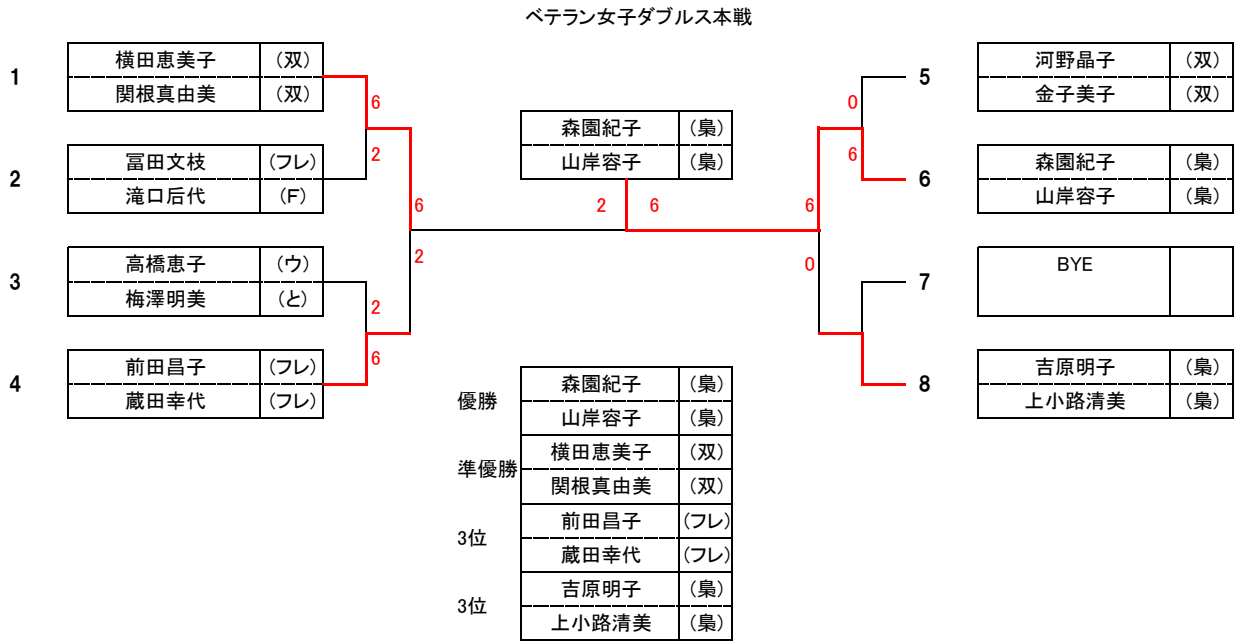 ベテラン女子ダブルス本戦
1
横田恵美子 (双)
関根真由美 (双)
2
冨田文枝 (フレ)
滝口后代 (F)
3
高橋恵子 (ウ)
梅澤明美 (と)
4
前田昌子 (フレ)
蔵田幸代 (フレ)
6
2
2
6
6
2
森園紀子 (梟)
山岸容子 (梟)
2 6
0
6
6
0
5
河野晶子 (双)
金子美子 (双)
6
森園紀子 (梟)
山岸容子 (梟)
7
BYE
8
吉原明子 (梟)
上小路清美 (梟)
優勝
森園紀子 (梟)
山岸容子 (梟)
準優勝
横田恵美子 (双)
関根真由美 (双)
3位
前田昌子 (フレ)
蔵田幸代 (フレ)
3位
吉原明子 (梟)
上小路清美 (梟)